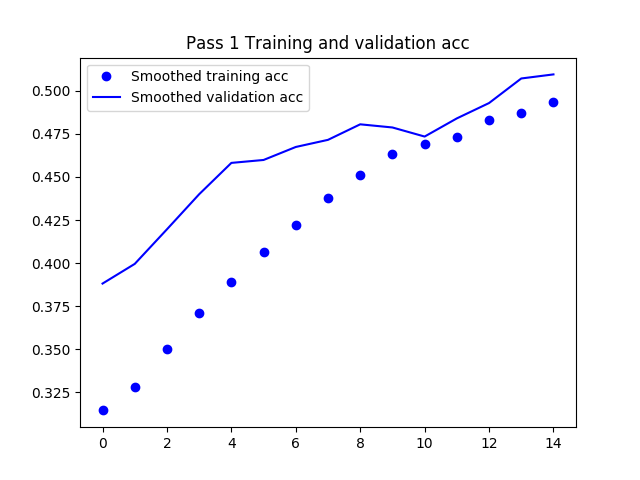 Pass 1 Training and validation acc
Smoothed training acc
Smoothed validation acc
0.500
0.475
0.450
0.425
0.400
0.375
0.350
0.325
0 2 4 6 8 10 12 14